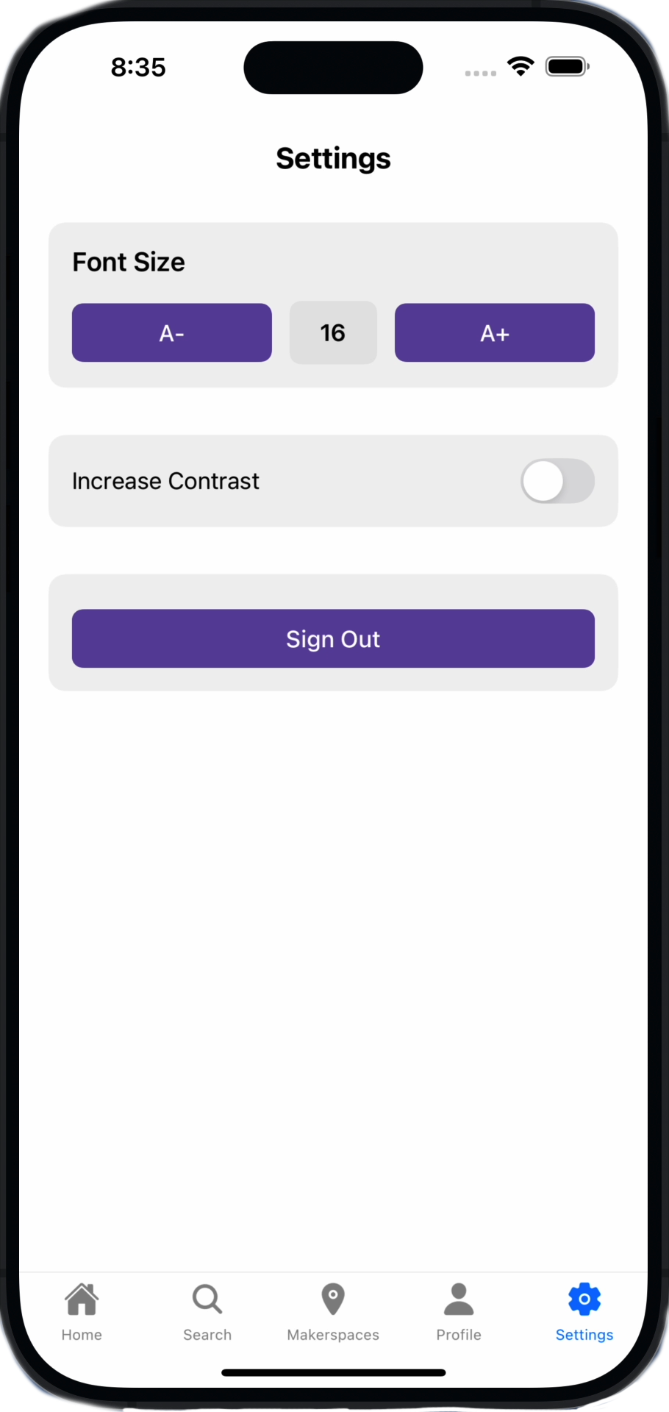 8:35
Settings
Font Size
A- 16 A+
Increase Contrast
Sign Out
Home Search Makerspaces Profile Settings